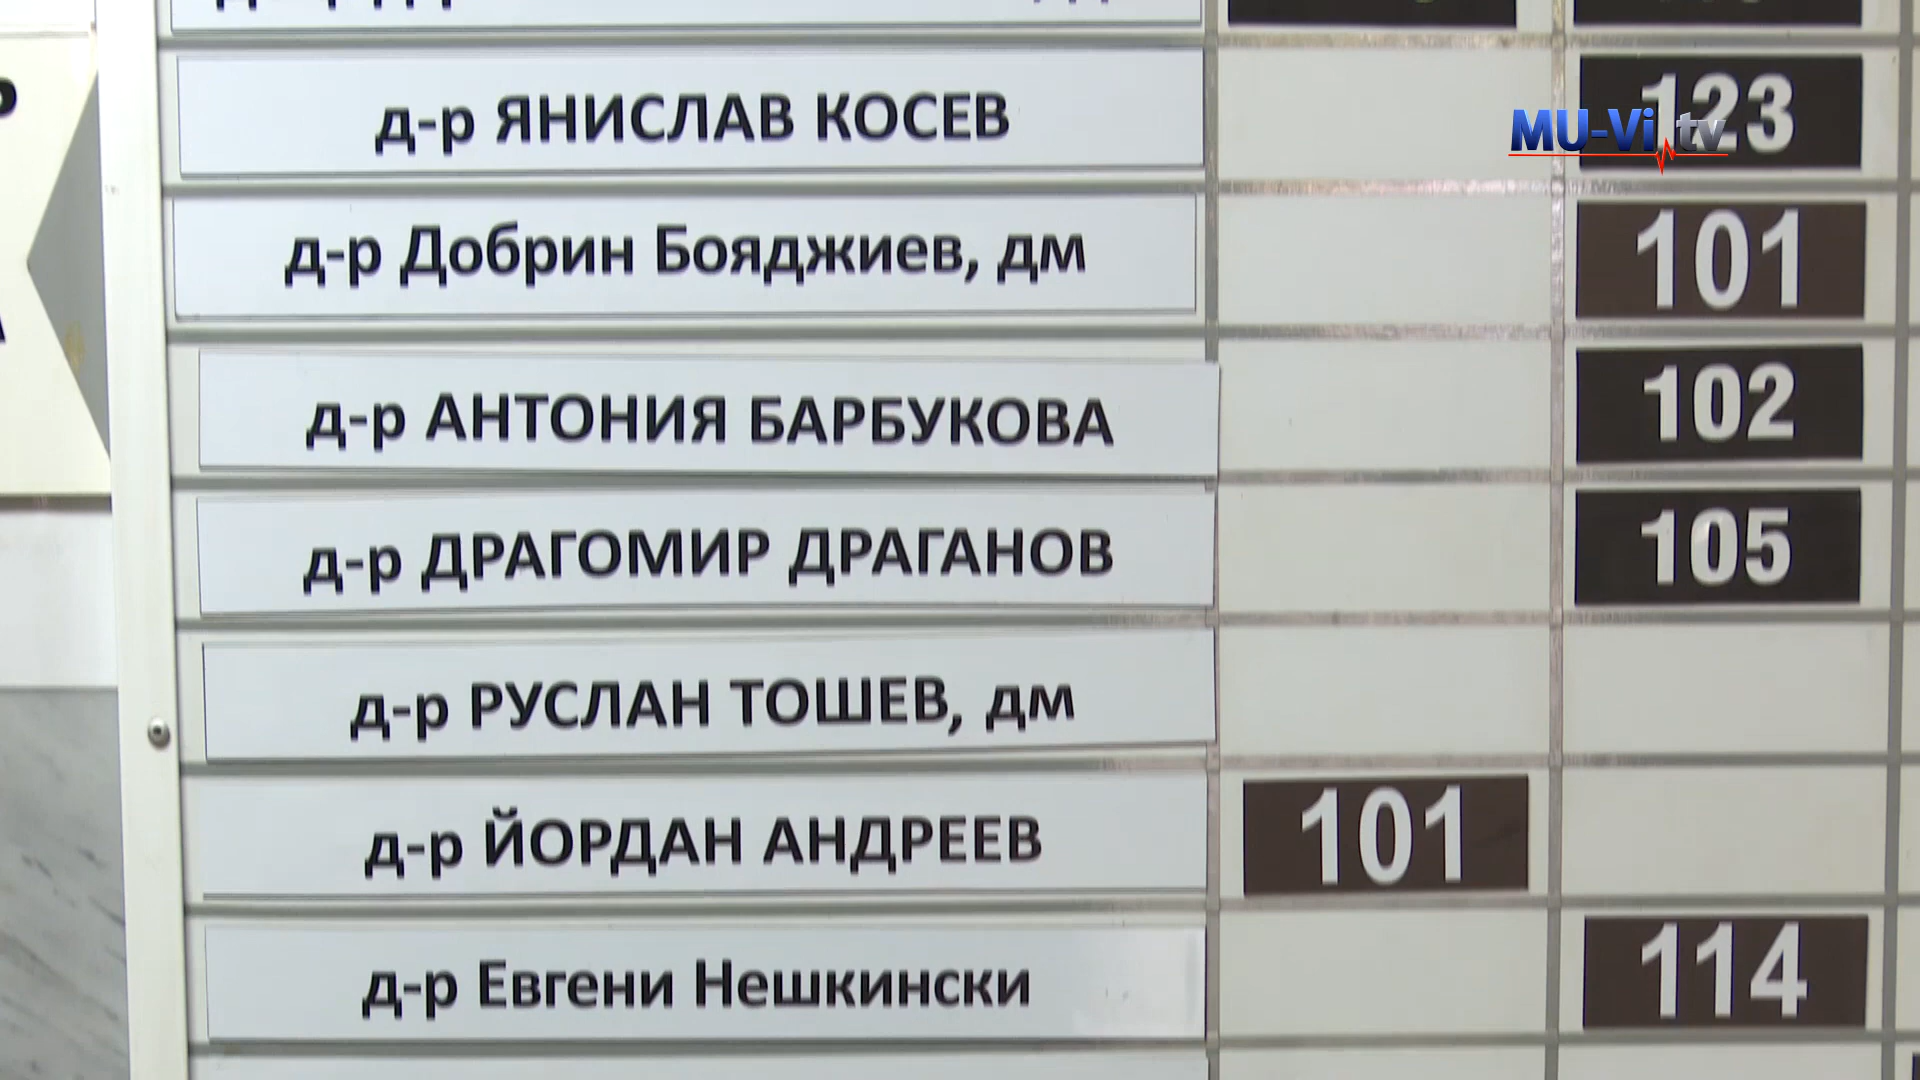 д-р ЯНИСЛАВ КОСЕВ 123
MU-Vi.tv
д-р Добрин Бояджиев, дм 101
д-р АНТОНИЯ БАРБУКОВА 102
д-р ДРАГОМИР ДРАГАНОВ 105
д-р РУСЛАН ТОШЕВ, дм
д-р ЙОРДАН АНДРЕЕВ 101
д-р Евгени Нешкински 114